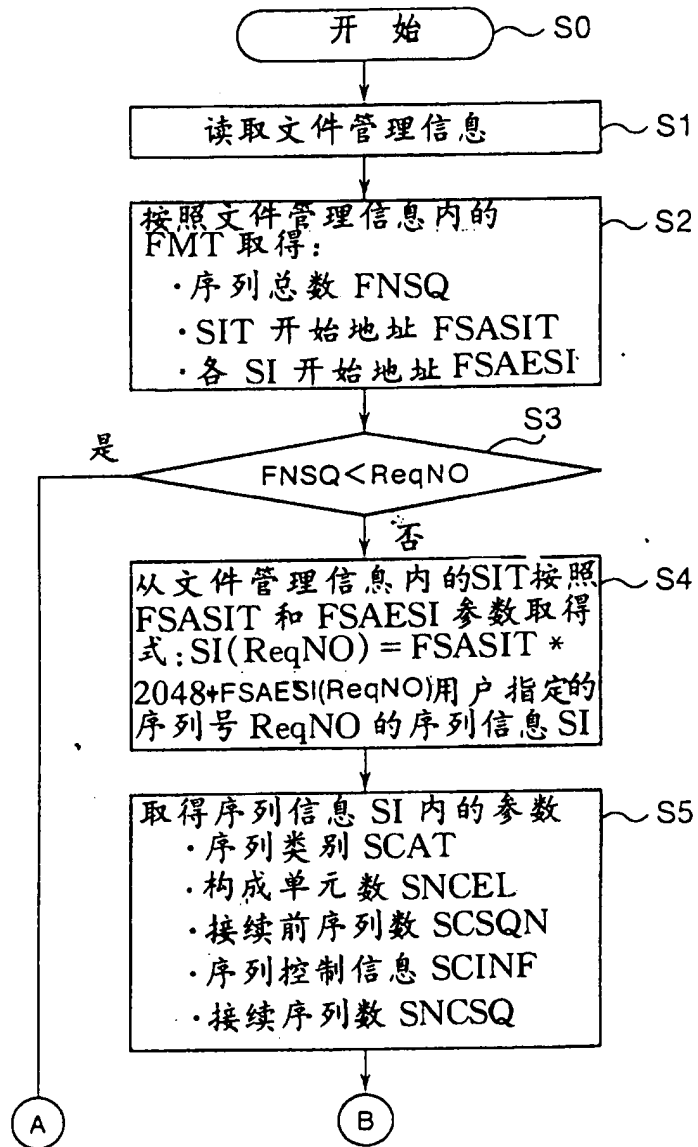 开始 S0
读取文件管理信息 S1
按照文件管理信息内的 S2
FMT 取得:
·序列总数 FNSQ
·SIT 开始地址 FSASIT
·各 SI 开始地址 FSAESI
S3
是
FNSQ<ReqNO
否
从文件管理信息内的SIT按照 S4
FSASIT 和 FSAESI 参数取得
式:SI(ReqNO)=FSASIT *
2048+FSAESI(ReqNO)用户指定的
序列号 ReqNO 的序列信息 SI
取得序列信息 SI 内的参数 S5
·序列类别 SCAT
·构成单元数 SNCEL
·接续前序列数 SCSQN
·序列控制信息 SCINF
·接续序列数 SNCSQ
A B